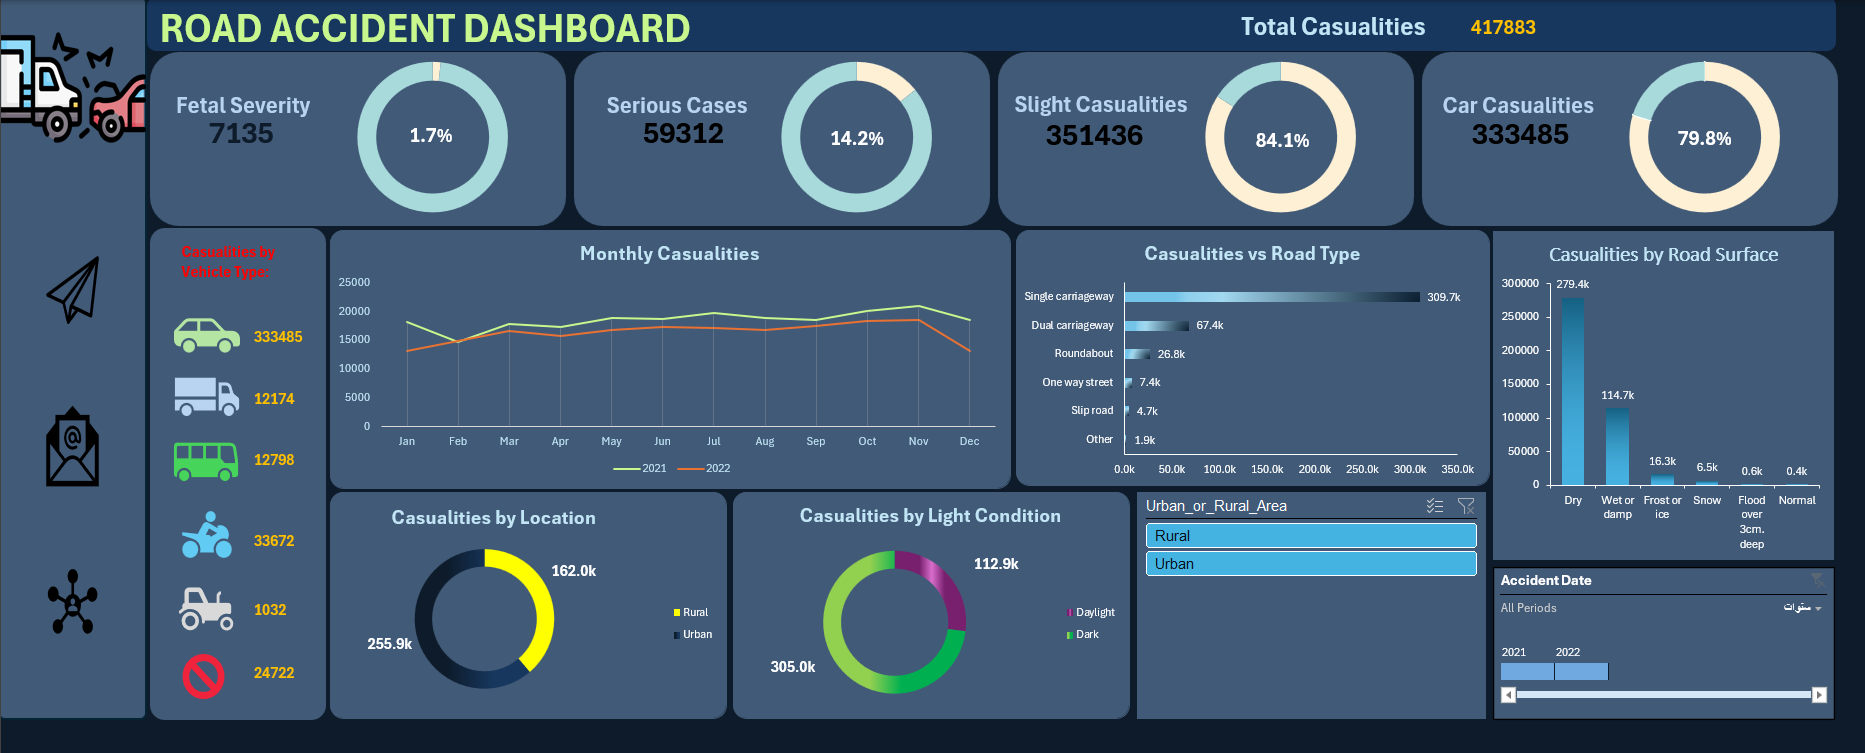 ROAD ACCIDENT DASHBOARD
Total Casualities 417883
Fetal Severity
7135
1.7%
Serious Cases
59312
14.2%
Slight Casualities
351436
84.1%
Car Casualities
333485
79.8%
Casualities by
Vehicle Type:
333485
12174
12798
33672
1032
24722
Monthly Casualities
25000
20000
15000
10000
5000
0
Jan Feb Mar Apr May Jun Jul Aug Sep Oct Nov Dec
2021 2022
Casualities vs Road Type
Single carriageway 309.7k
Dual carriageway 67.4k
Roundabout 26.8k
One way street 7.4k
Slip road 4.7k
Other 1.9k
0.0k 50.0k 100.0k 150.0k 200.0k 250.0k 300.0k 350.0k
Casualities by Road Surface
300000
250000
200000
150000
100000
50000
0
279.4k
114.7k
16.3k
6.5k
0.6k
0.4k
Dry
Wet or
damp
Frost or
ice
Snow
Flood
over
3cm.
deep
Normal
Casualities by Location
162.0k
255.9k
Rural
Urban
Casualities by Light Condition
112.9k
305.0k
Daylight
Dark
@
Urban_or_Rural_Area
Rural
Urban
Accident Date
All Periods سنوات
2021 2022